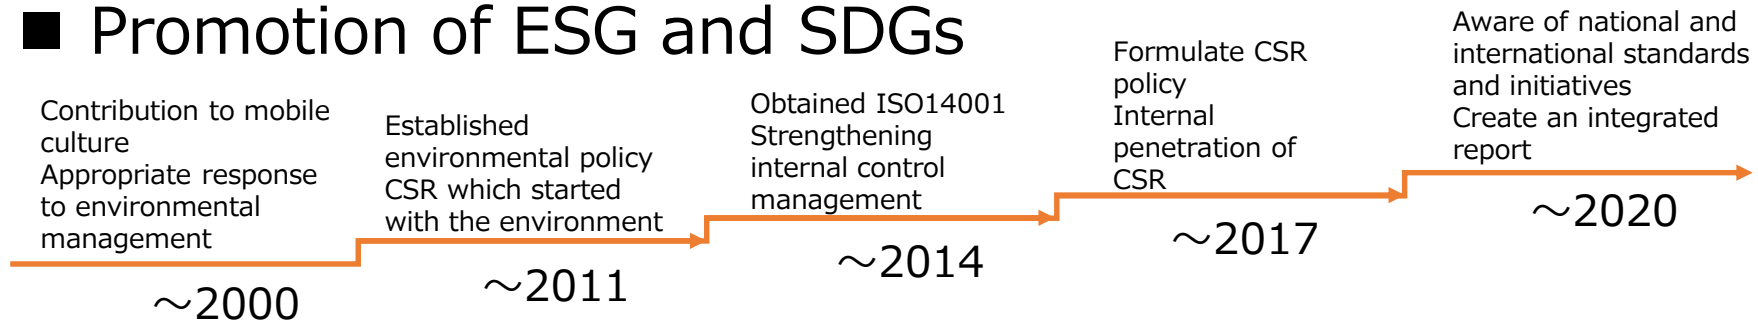 ■ Promotion of ESG and SDGs
Contribution to mobile
culture
Appropriate response
to environmental
management
～2000
Established
environmental policy
CSR which started
with the environment
～2011
Obtained ISO14001
Strengthening
internal control
management
～2014
Formulate CSR
policy
Internal
penetration of
CSR
～2017
Aware of national and
international standards
and initiatives
Create an integrated
report
～2020